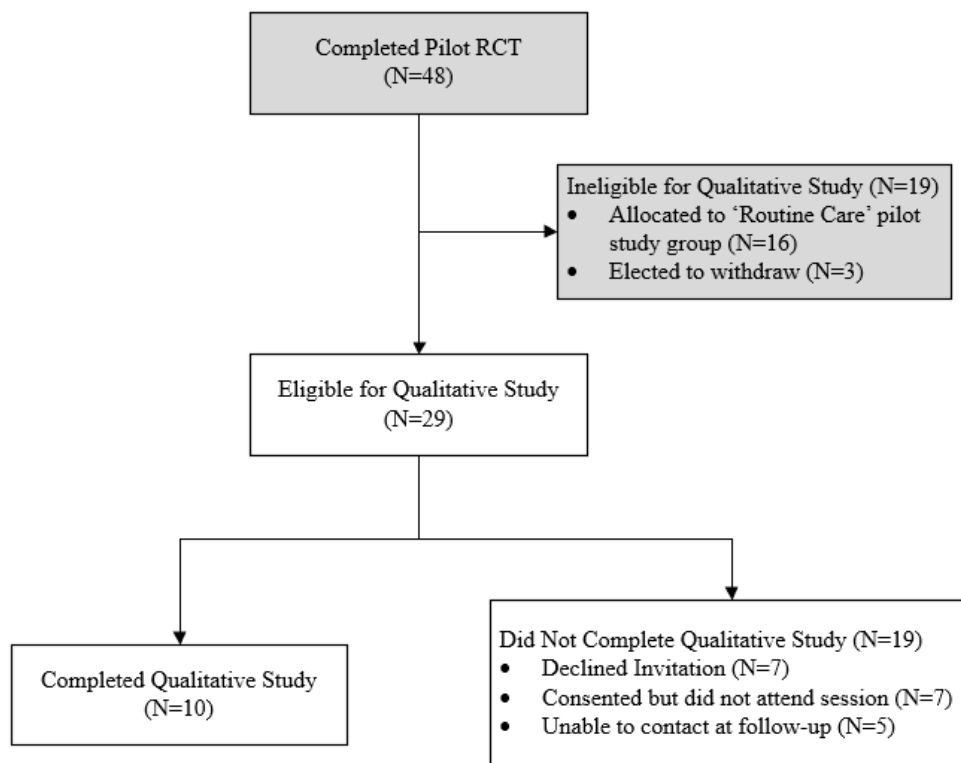 Completed Pilot RCT
(N=48)
Ineligible for Qualitative Study (N=19)
• Allocated to ‘Routine Care’ pilot
study group (N=16)
• Elected to withdraw (N=3)
Eligible for Qualitative Study
(N=29)
Completed Qualitative Study
(N=10)
Did Not Complete Qualitative Study (N=19)
• Declined Invitation (N=7)
• Consented but did not attend session (N=7)
• Unable to contact at follow-up (N=5)